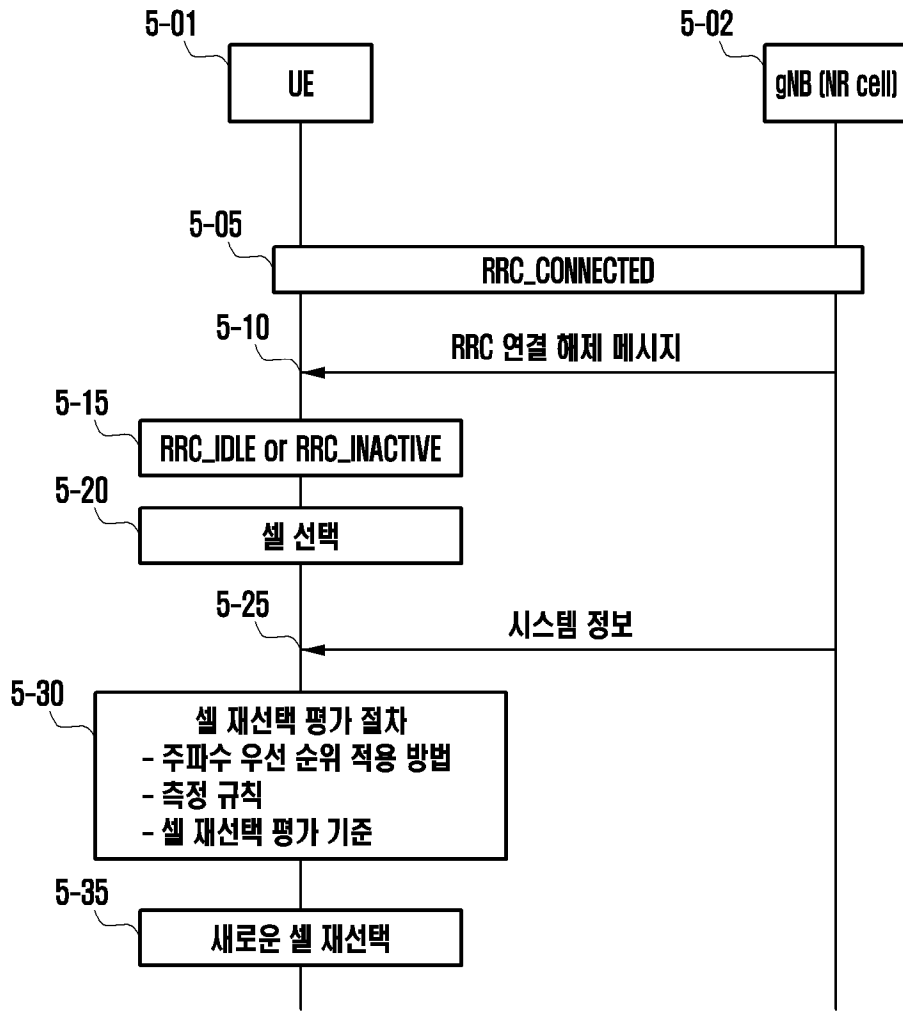 5-01
5-02
UE
gNB (NR cell)
5-05
RRC_CONNECTED
5-10
RRC 연결 해제 메시지
5-15
RRC_IDLE or RRC_INACTIVE
5-20
셀 선택
5-25
시스템 정보
5-30
셀 재선택 평가 절차
- 주파수 우선 순위 적용 방법
- 측정 규칙
- 셀 재선택 평가 기준
5-35
새로운 셀 재선택